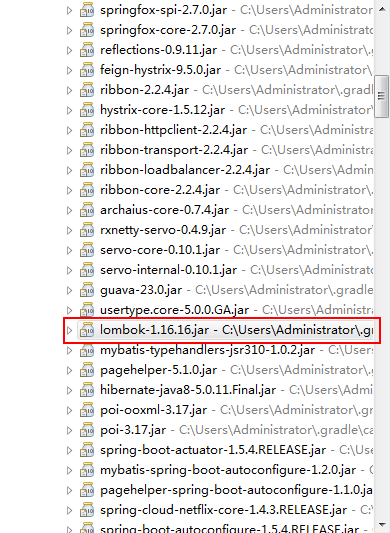 springfox-spi-2.7.0.jar - C:\Users\Administrator\
springfox-core-2.7.0.jar - C:\Users\Administrator
reflections-0.9.11.jar - C:\Users\Administrator\.g
feign-hystrix-9.5.0.jar - C:\Users\Administrator\.
ribbon-2.2.4.jar - C:\Users\Administrator\.gradle
hystrix-core-1.5.12.jar - C:\Users\Administrator\
ribbon-httpclient-2.2.4.jar - C:\Users\Administra
ribbon-transport-2.2.4.jar - C:\Users\Administrat
ribbon-loadbalancer-2.2.4.jar - C:\Users\Admini
ribbon-core-2.2.4.jar - C:\Users\Administrator\.g
archaius-core-0.7.4.jar - C:\Users\Administrator\
rxnetty-servo-0.4.9.jar - C:\Users\Administrator\
servo-core-0.10.1.jar - C:\Users\Administrator\.g
servo-internal-0.10.1.jar - C:\Users\Administrato
guava-23.0.jar - C:\Users\Administrator\.gradle\
usertype.core-5.0.0.GA.jar - C:\Users\Administra
lombok-1.16.16.jar - C:\Users\Administrator\.gr
mybatis-typehandlers-jsr310-1.0.2.jar - C:\User
pagehelper-5.1.0.jar - C:\Users\Administrator\.g
hibernate-java8-5.0.11.Final.jar - C:\Users\Admi
poi-ooxml-3.17.jar - C:\Users\Administrator\.gra
poi-3.17.jar - C:\Users\Administrator\.gradle\ca
spring-boot-actuator-1.5.4.RELEASE.jar - C:\Use
mybatis-spring-boot-autoconfigure-1.2.0.jar - C
pagehelper-spring-boot-autoconfigure-1.1.0.ja
spring-cloud-netflix-core-1.4.3.RELEASE.jar - C:\
spring-boot-autoconfigure-1.5.4.RELEASE.jar - C